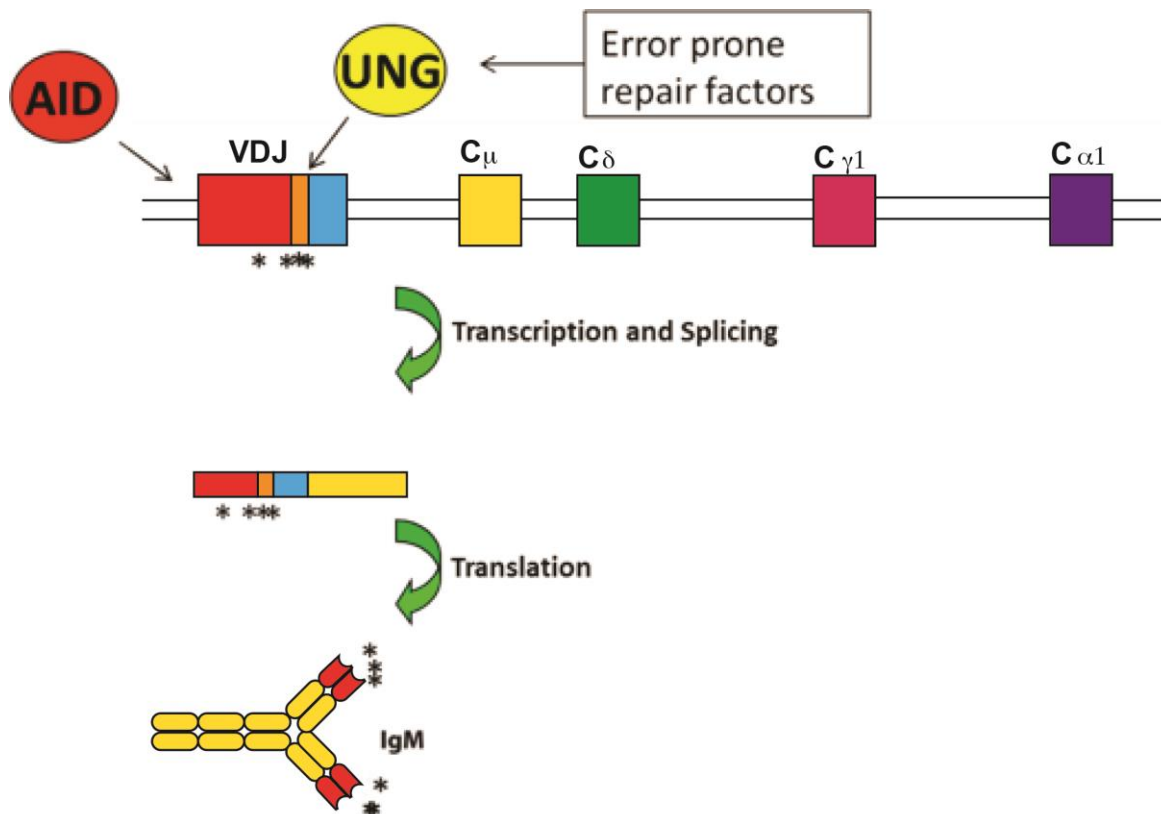 AID
UNG
Error prone
repair factors
VDJ
Cμ
Cδ
Cγ1
Cα1
* ***
Transcription and Splicing
* ***
Translation
*
*
*
IgM
*
**